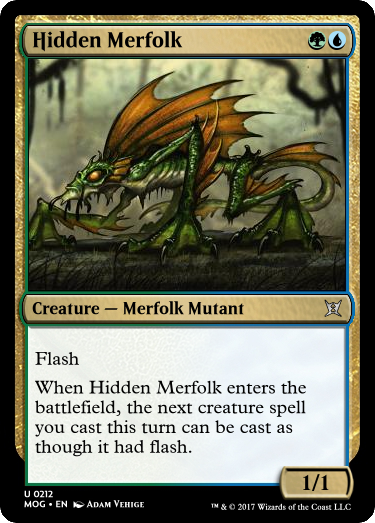 Hidden Merfolk
Creature — Merfolk Mutant
Flash
When Hidden Merfolk enters the
battlefield, the next creature spell
you cast this turn can be cast as
though it had flash.
1/1
U 0212
MOG • EN Adam Vehige
™ & © 2017 Wizards of the Coast LLC